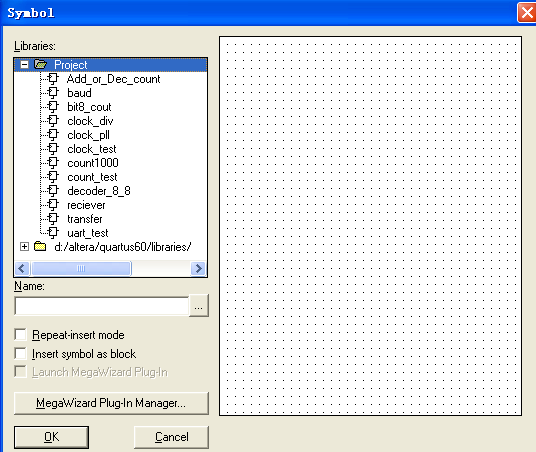 Symbol
Libraries:
Project
Add_or_Dec_count
baud
bit8_cout
clock_div
clock_pll
clock_test
count1000
count_test
decoder_8_8
reciever
transfer
uart_test
d:/altera/quartus60/libraries/
Name:
...
Repeat-insert mode
Insert symbol as block
Launch MegaWizard Plug-In
MegaWizard Plug-In Manager...
OK
Cancel